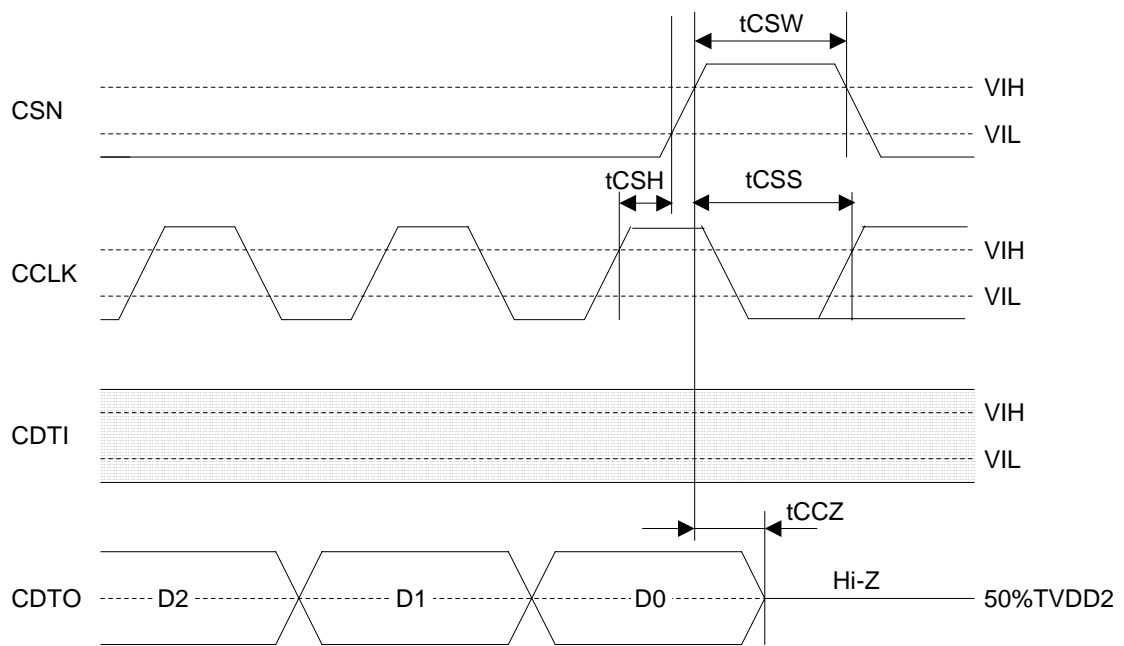 tCSW
CSN
VIH
VIL
tCSH
tCSS
CCLK
VIH
VIL
CDTI
VIH
VIL
tCCZ
CDTO
D2
D1
D0
Hi-Z
50%TVDD2